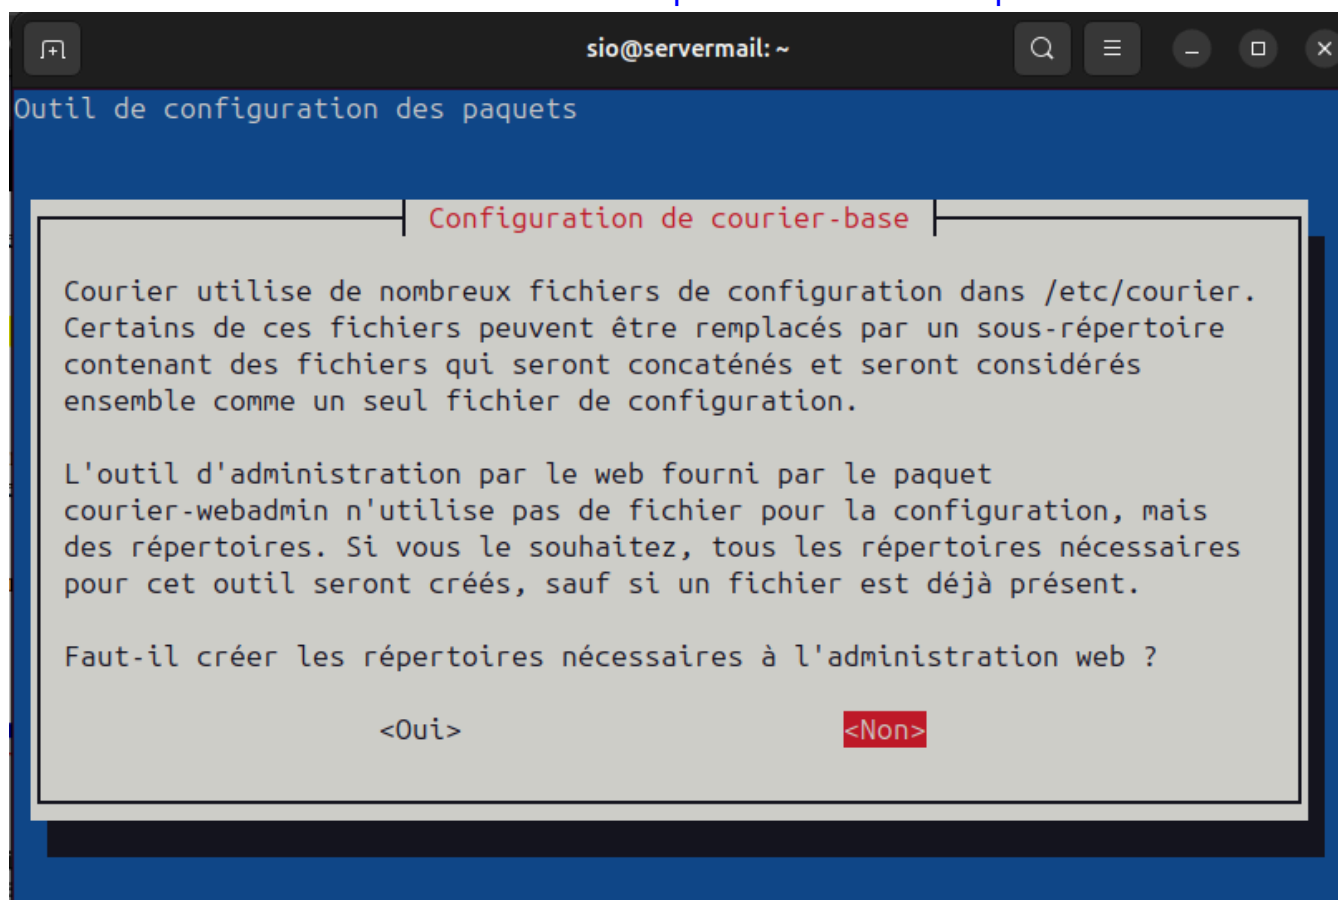 sio@servermail: ~
Outil de configuration des paquets
Configuration de courier-base
Courier utilise de nombreux fichiers de configuration dans /etc/courier.
Certains de ces fichiers peuvent être remplacés par un sous-répertoire
contenant des fichiers qui seront concaténés et seront considérés
ensemble comme un seul fichier de configuration.
L'outil d'administration par le web fourni par le paquet
courier-webadmin n'utilise pas de fichier pour la configuration, mais
des répertoires. Si vous le souhaitez, tous les répertoires nécessaires
pour cet outil seront créés, sauf si un fichier est déjà présent.
Faut-il créer les répertoires nécessaires à l'administration web ?
<Oui> <Non>